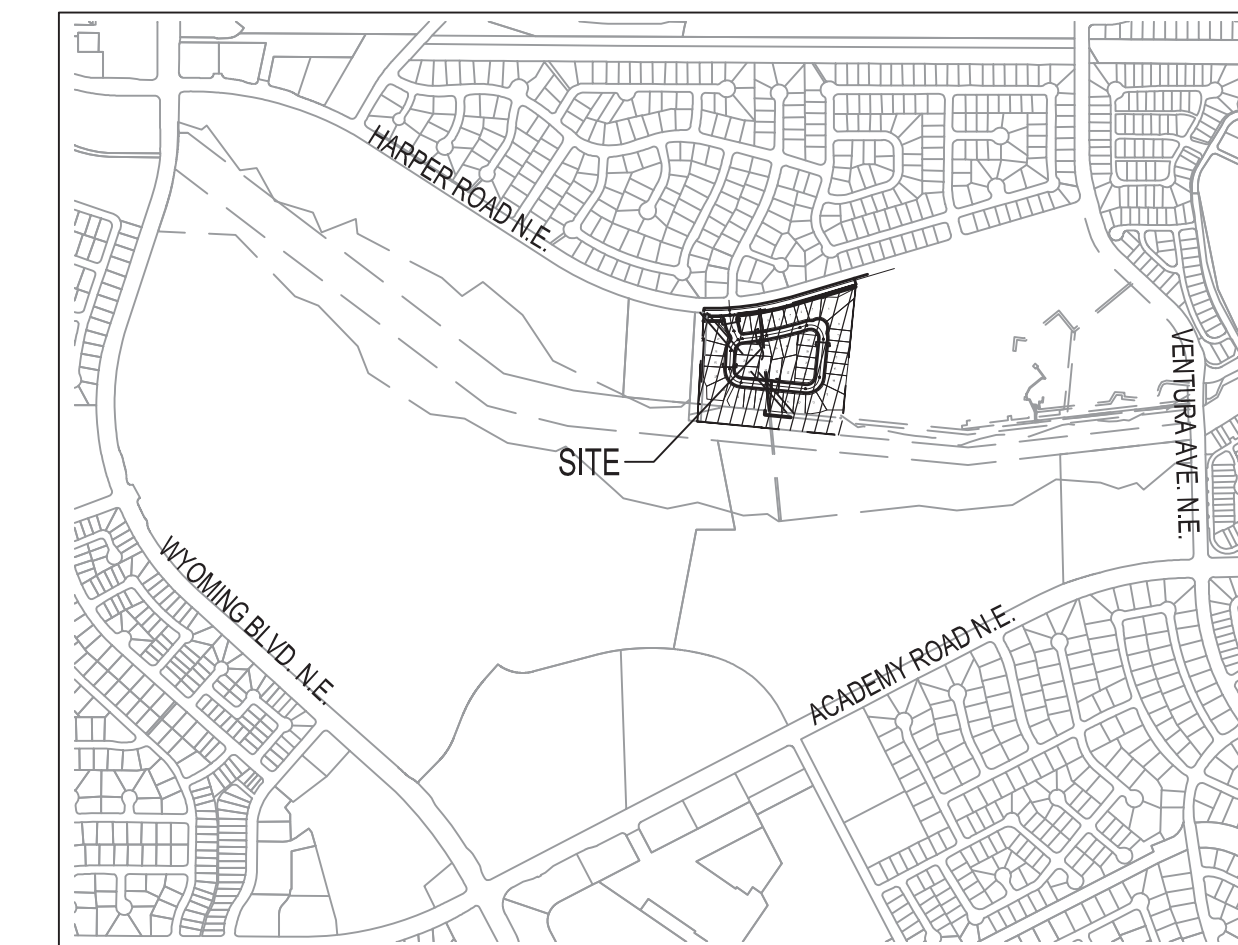 HARPER ROAD N.E.
VENTURA AVE. N.E.
SITE
WYOMING BLVD. N.E.
ACADEMY ROAD N.E.